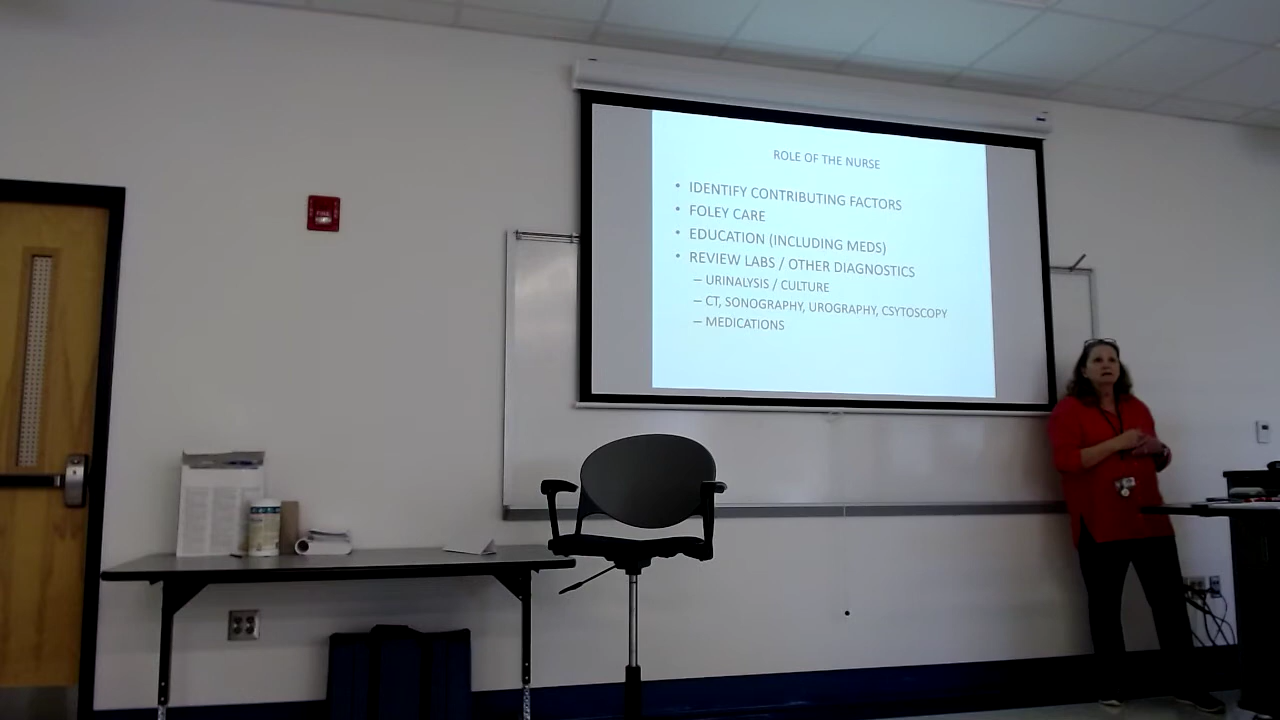 ROLE OF THE NURSE
• IDENTIFY CONTRIBUTING FACTORS
• FOLEY CARE
• EDUCATION (INCLUDING MEDS)
• REVIEW LABS / OTHER DIAGNOSTICS
– URINALYSIS / CULTURE
– CT, SONOGRAPHY, UROGRAPHY, CSYTOSCOPY
– MEDICATIONS
FIRE